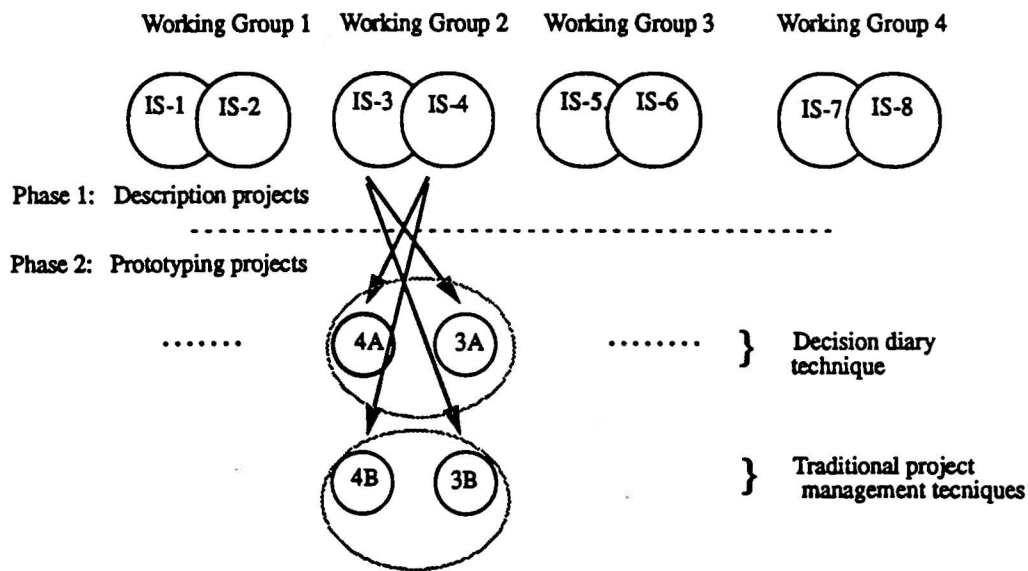 Working Group 1 Working Group 2 Working Group 3 Working Group 4
IS-1 IS-2 IS-3 IS-4 IS-5 IS-6 IS-7 IS-8
Phase 1: Description projects
Phase 2: Prototyping projects
4A 3A
} Decision diary
technique
4B 3B
} Traditional project
management tecniques